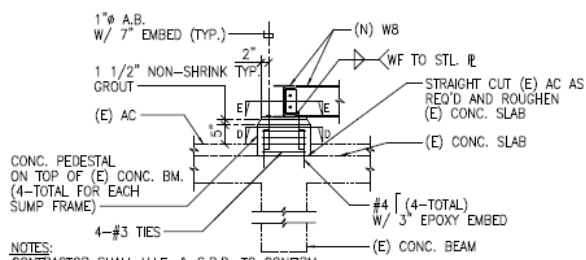 1"ø A.B.
W/ 7" EMBED (TYP.)
(N) W8
2"
TYP.
WF TO STL. ℄
1 1/2" NON-SHRINK
GROUT
STRAIGHT CUT (E) AC AS
REQ'D AND ROUGHEN
(E) CONC. SLAB
E
E
(E) AC
5"
D
D
(E) CONC. SLAB
CONC. PEDESTAL
ON TOP OF (E) CONC. BM.
(4-TOTAL FOR EACH
SUMP FRAME)
#4 (4-TOTAL)
W/ 3" EPOXY EMBED
4-#3 TIES
(E) CONC. BEAM
NOTES: